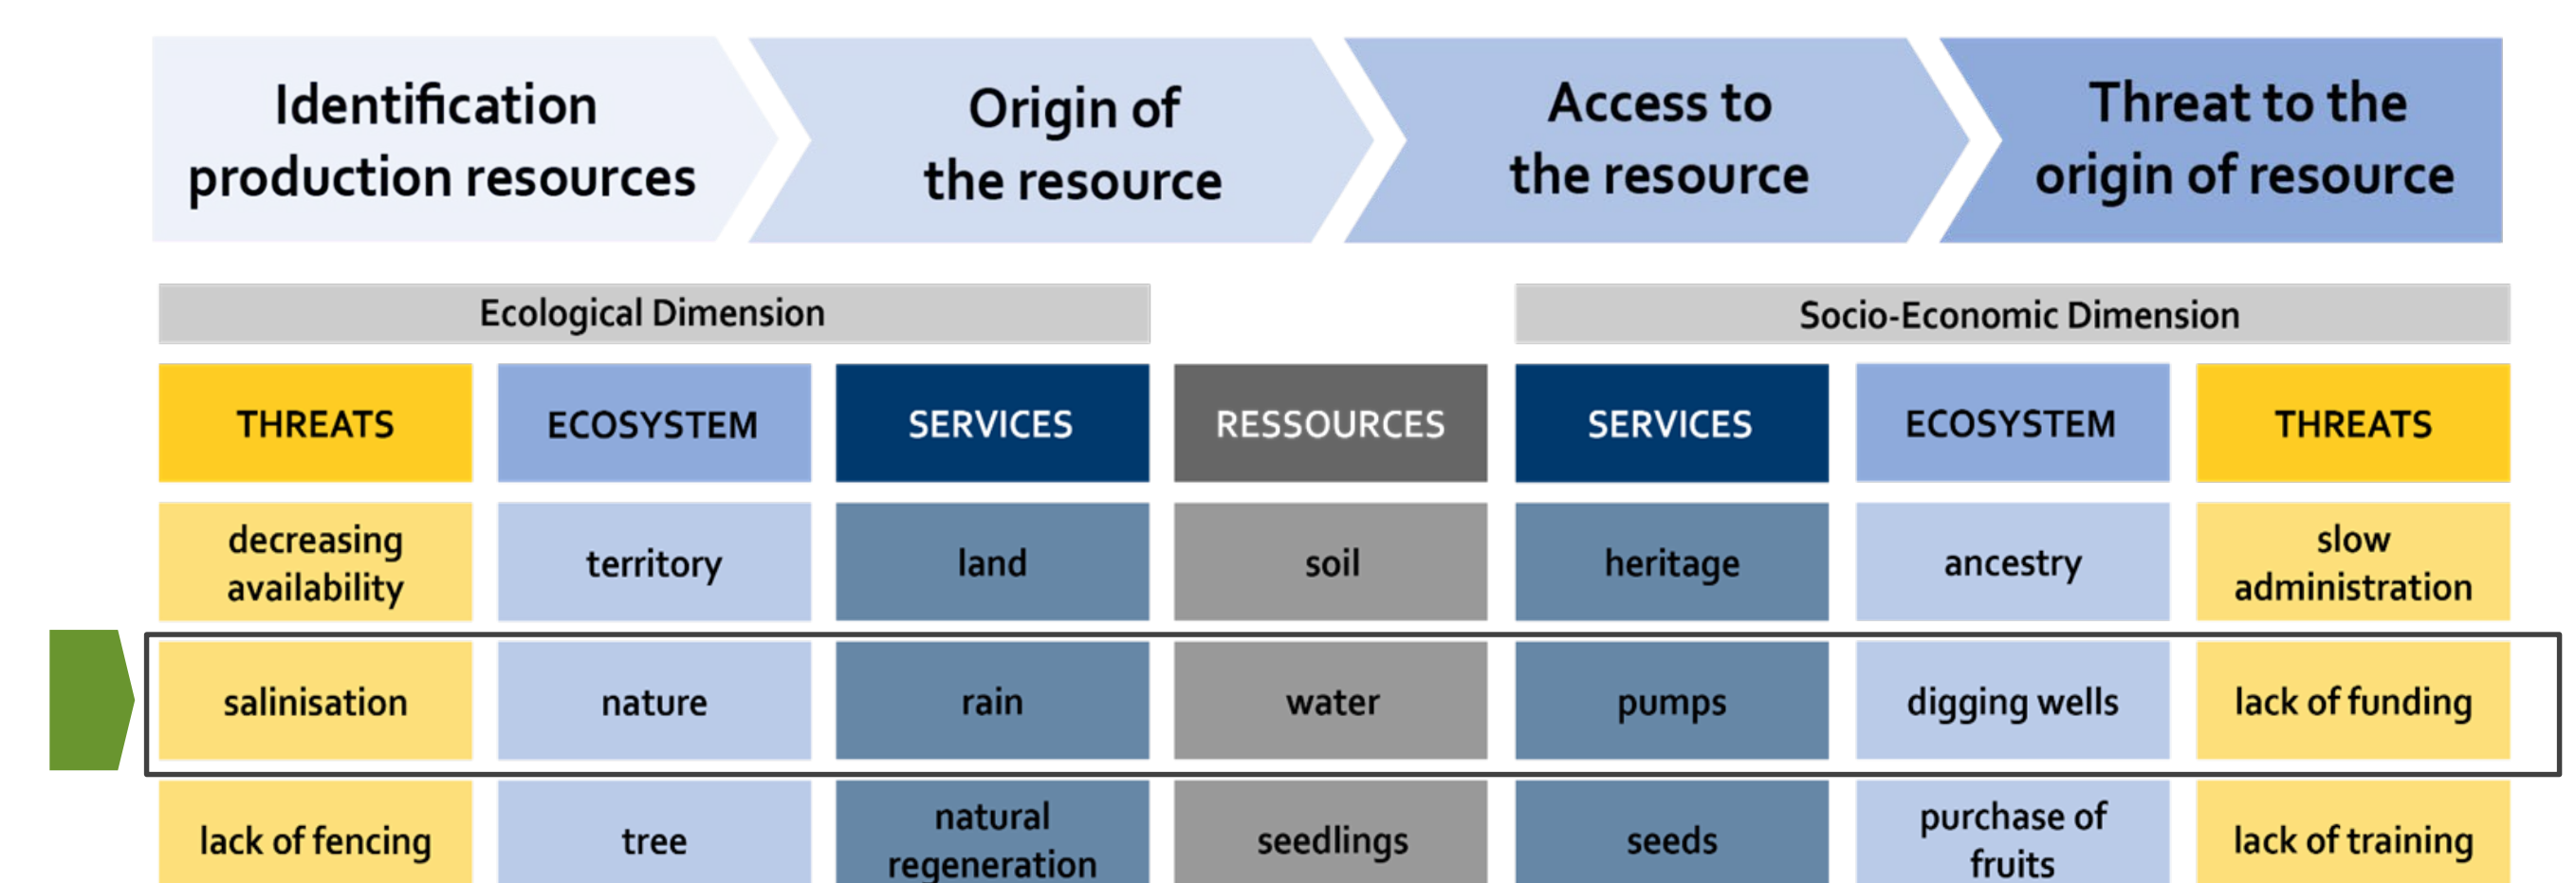 Identification
production resources
Origin of
the resource
Access to
the resource
Threat to the
origin of resource
Ecological Dimension
Socio-Economic Dimension
THREATS
ECOSYSTEM
SERVICES
RESSOURCES
SERVICES
ECOSYSTEM
THREATS
decreasing
availability
territory
land
soil
heritage
ancestry
slow
administration
salinisation
nature
rain
water
pumps
digging wells
lack of funding
lack of fencing
tree
natural
regeneration
seedlings
seeds
purchase of
fruits
lack of training